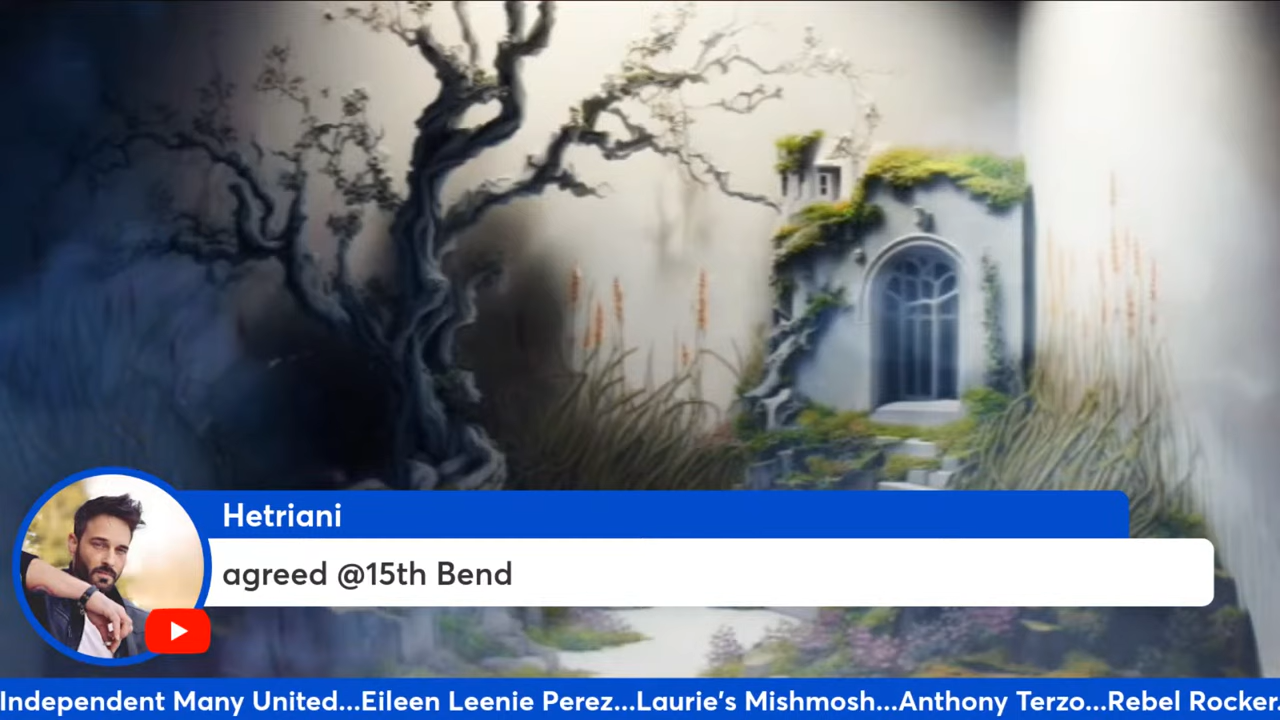 Hetriani
agreed @15th Bend
Independent Many United...Eileen Leenie Perez...Laurie's Mishmosh...Anthony Terzo...Rebel Rocker.